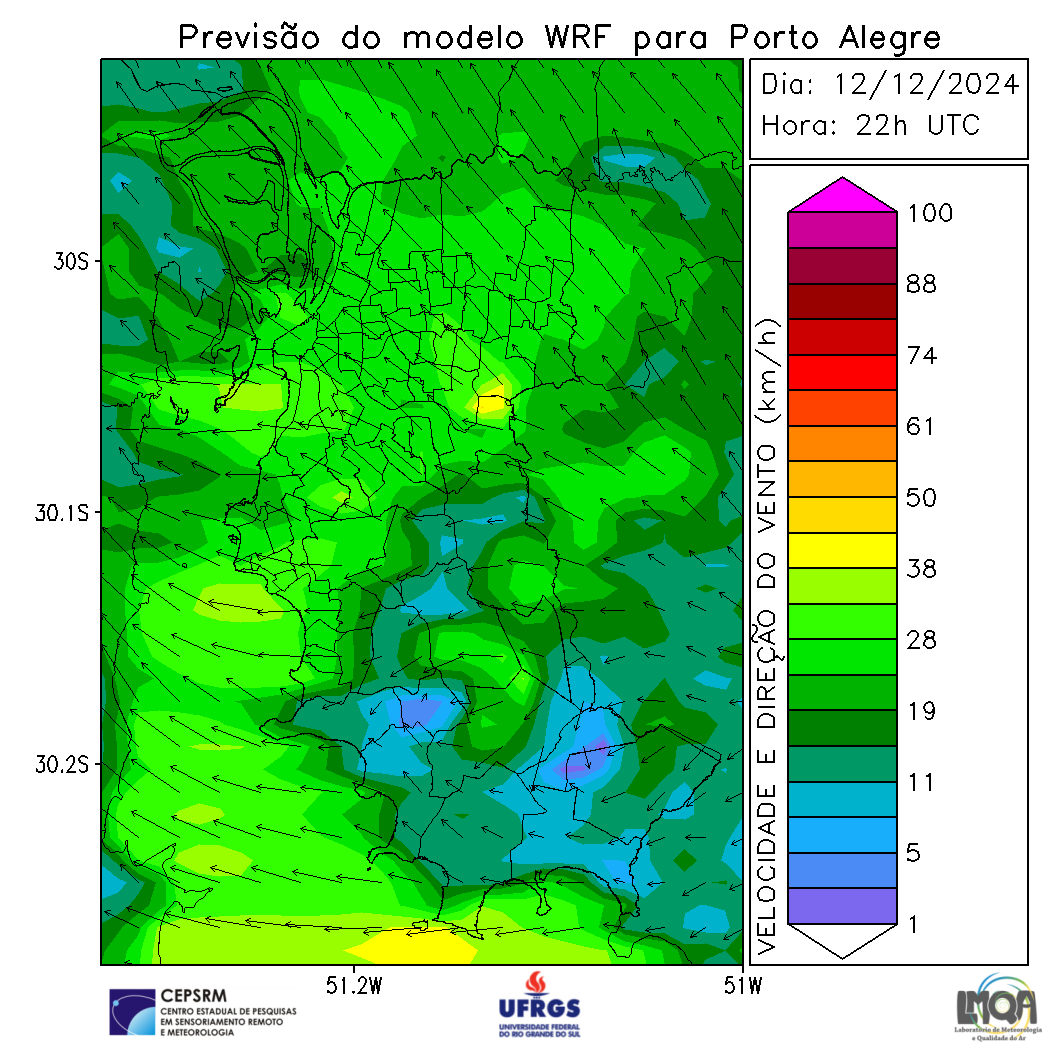 Previsão do modelo WRF para Porto Alegre
Dia: 12/12/2024
Hora: 22h UTC
30S
30.1S
30.2S
51.2W
51W
VELOCIDADE E DIREÇÃO DO VENTO (km/h)
100
88
74
61
50
38
28
19
11
5
1
CEPSRM
CENTRO ESTADUAL DE PESQUISAS
EM SENSORIAMENTO REMOTO
E METEOROLOGIA
UFRGS
UNIVERSIDADE FEDERAL
DO RIO GRANDE DO SUL
LMQA
Laboratório de Meteorologia
e Qualidade do Ar